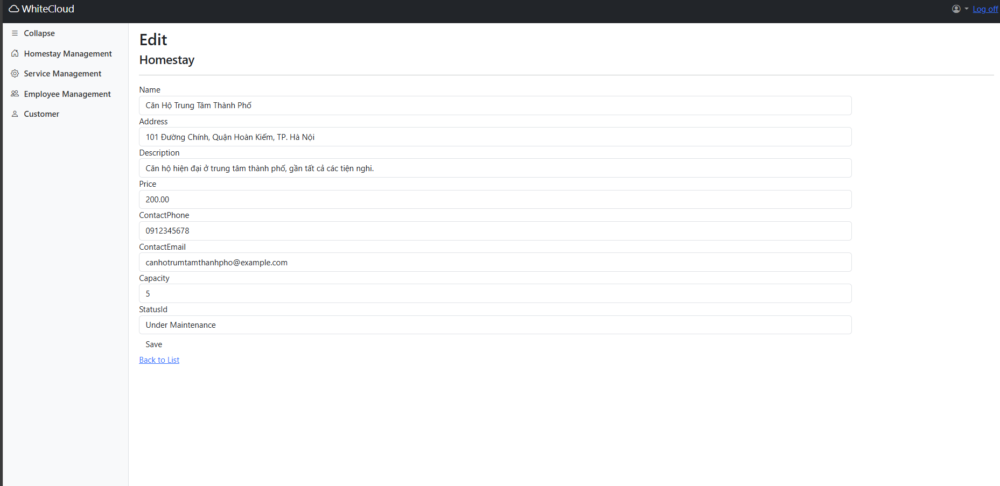 WhiteCloud
Log off
Collapse
Homestay Management
Service Management
Employee Management
Customer
Edit
Homestay
Name
Căn Hộ Trung Tâm Thành Phố
Address
101 Đường Chính, Quận Hoàn Kiếm, TP. Hà Nội
Description
Căn hộ hiện đại ở trung tâm thành phố, gần tất cả các tiện nghi.
Price
200.00
ContactPhone
0912345678
ContactEmail
canhotrumtamthanhpho@example.com
Capacity
5
StatusId
Under Maintenance
Save
Back to List